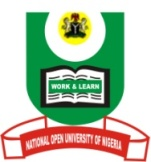 WORK & LEARN
NATIONAL OPEN UNIVERSITY OF NIGERIA